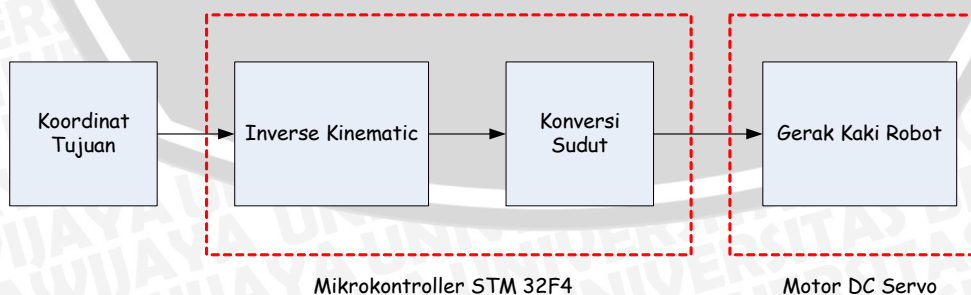 Koordinat
Tujuan
Inverse Kinematic
Konversi
Sudut
Gerak Kaki Robot
Mikrokontroller STM 32F4
Motor DC Servo